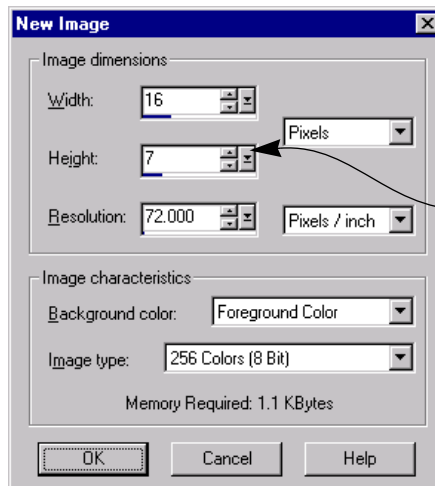 New Image
Image dimensions
Width: 16
Pixels
Height: 7
Resolution: 72.000 Pixels / inch
Image characteristics
Background color: Foreground Color
Image type: 256 Colors (8 Bit)
Memory Required: 1.1 KBytes
OK Cancel Help